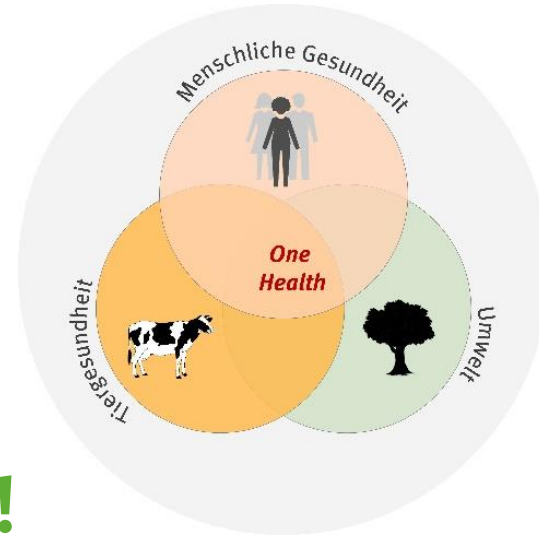 Menschliche Gesundheit
One
Health
Tiergesundheit
Umwelt
!